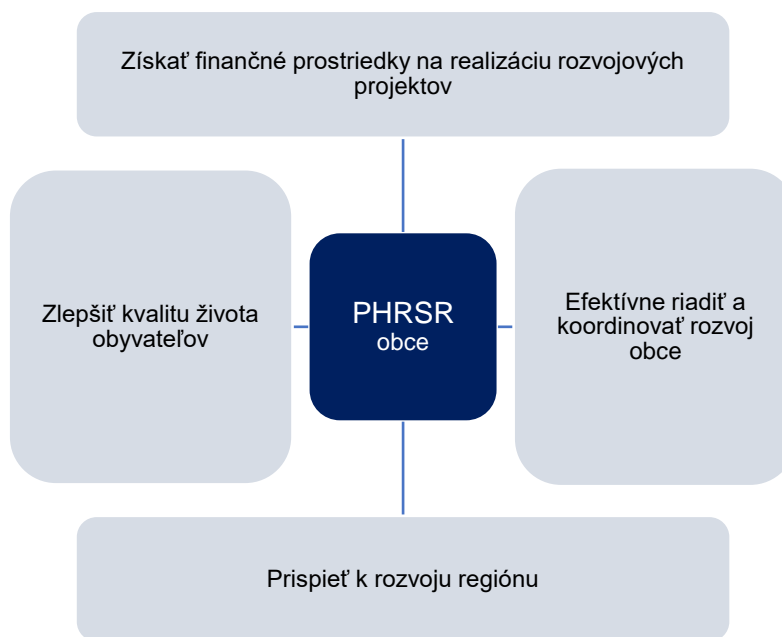 Získať finančné prostriedky na realizáciu rozvojových
projektov
Zlepšiť kvalitu života
obyvateľov
PHRSR
obce
Efektívne riadiť a
koordinovať rozvoj
obce
Prispieť k rozvoju regiónu